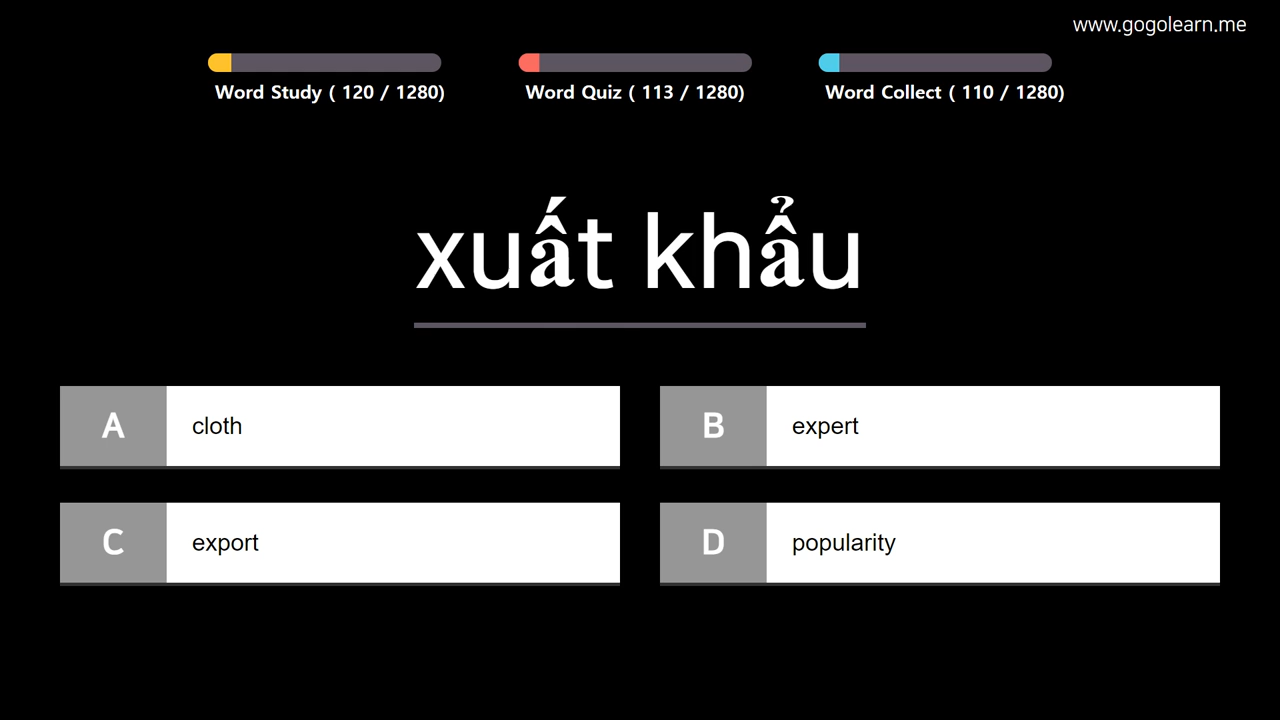 www.gogolearn.me
Word Study ( 120 / 1280)
Word Quiz ( 113 / 1280)
Word Collect ( 110 / 1280)
xuất khẩu
A
cloth
B
expert
C
export
D
popularity